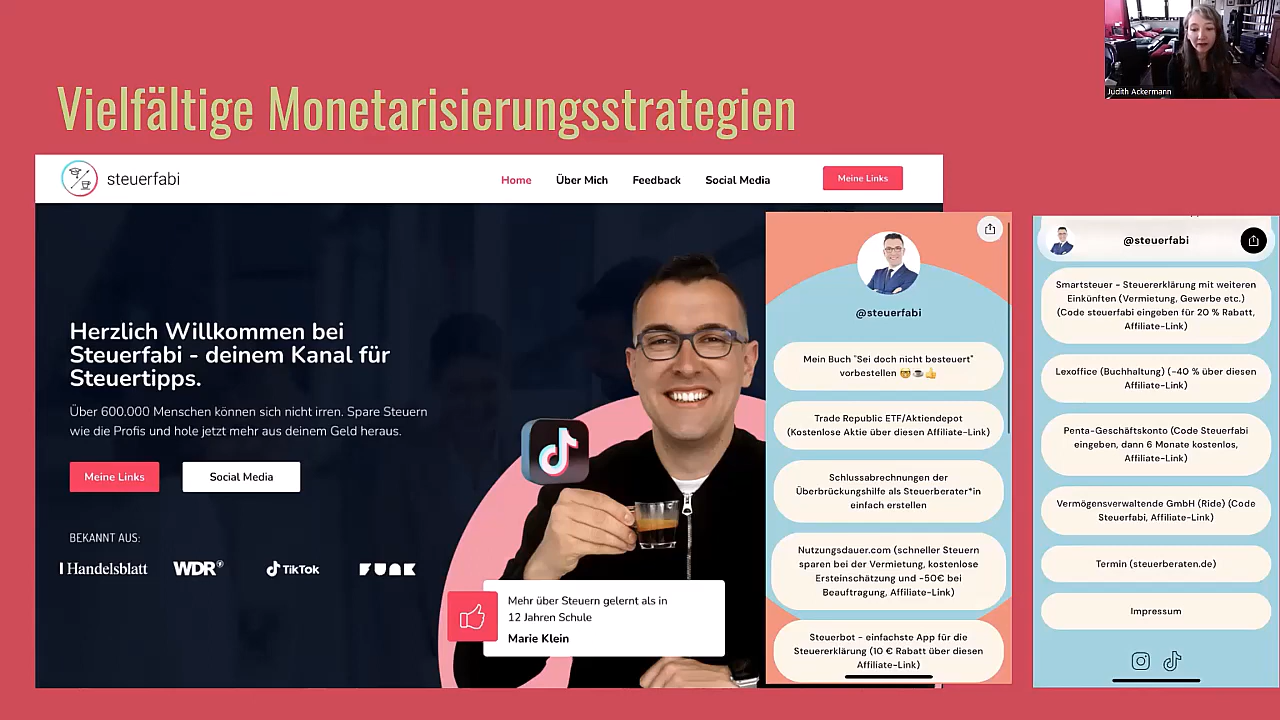 Judith Ackermann
Vielfältige Monetarisierungsstrategien
steuerfabi
Home
Über Mich
Feedback
Social Media
Meine Links
Herzlich Willkommen bei
Steuerfabi - deinem Kanal für
Steuertipps.
Über 600.000 Menschen können sich nicht irren. Spare Steuern
wie die Profis und hole jetzt mehr aus deinem Geld heraus.
Meine Links
Social Media
BEKANNT AUS:
Handelsblatt
WDR
TikTok
FUNK
Mehr über Steuern gelernt als in
12 Jahren Schule
Marie Klein
@steuerfabi
Mein Buch "Sei doch nicht besteuert"
vorbestellen 🤓☕👍
Trade Republic ETF/Aktiendepot
(Kostenlose Aktie über diesen Affiliate-Link)
Schlussabrechnungen der
Überbrückungshilfe als Steuerberater*in
einfach erstellen
Nutzungsdauer.com (schneller Steuern
sparen bei der Vermietung, kostenlose
Ersteinschätzung und -50€ bei
Beauftragung, Affiliate-Link)
Steuerbot - einfachste App für die
Steuererklärung (10 € Rabatt über diesen
Affiliate-Link)
@steuerfabi
Smartsteuer - Steuererklärung mit weiteren
Einkünften (Vermietung, Gewerbe etc.)
(Code steuerfabi eingeben für 20 % Rabatt,
Affiliate-Link)
Lexoffice (Buchhaltung) (-40 % über diesen
Affiliate-Link)
Penta-Geschäftskonto (Code Steuerfabi
eingeben, dann 6 Monate kostenlos,
Affiliate-Link)
Vermögensverwaltende GmbH (Ride) (Code
Steuerfabi, Affiliate-Link)
Termin (steuerberaten.de)
Impressum